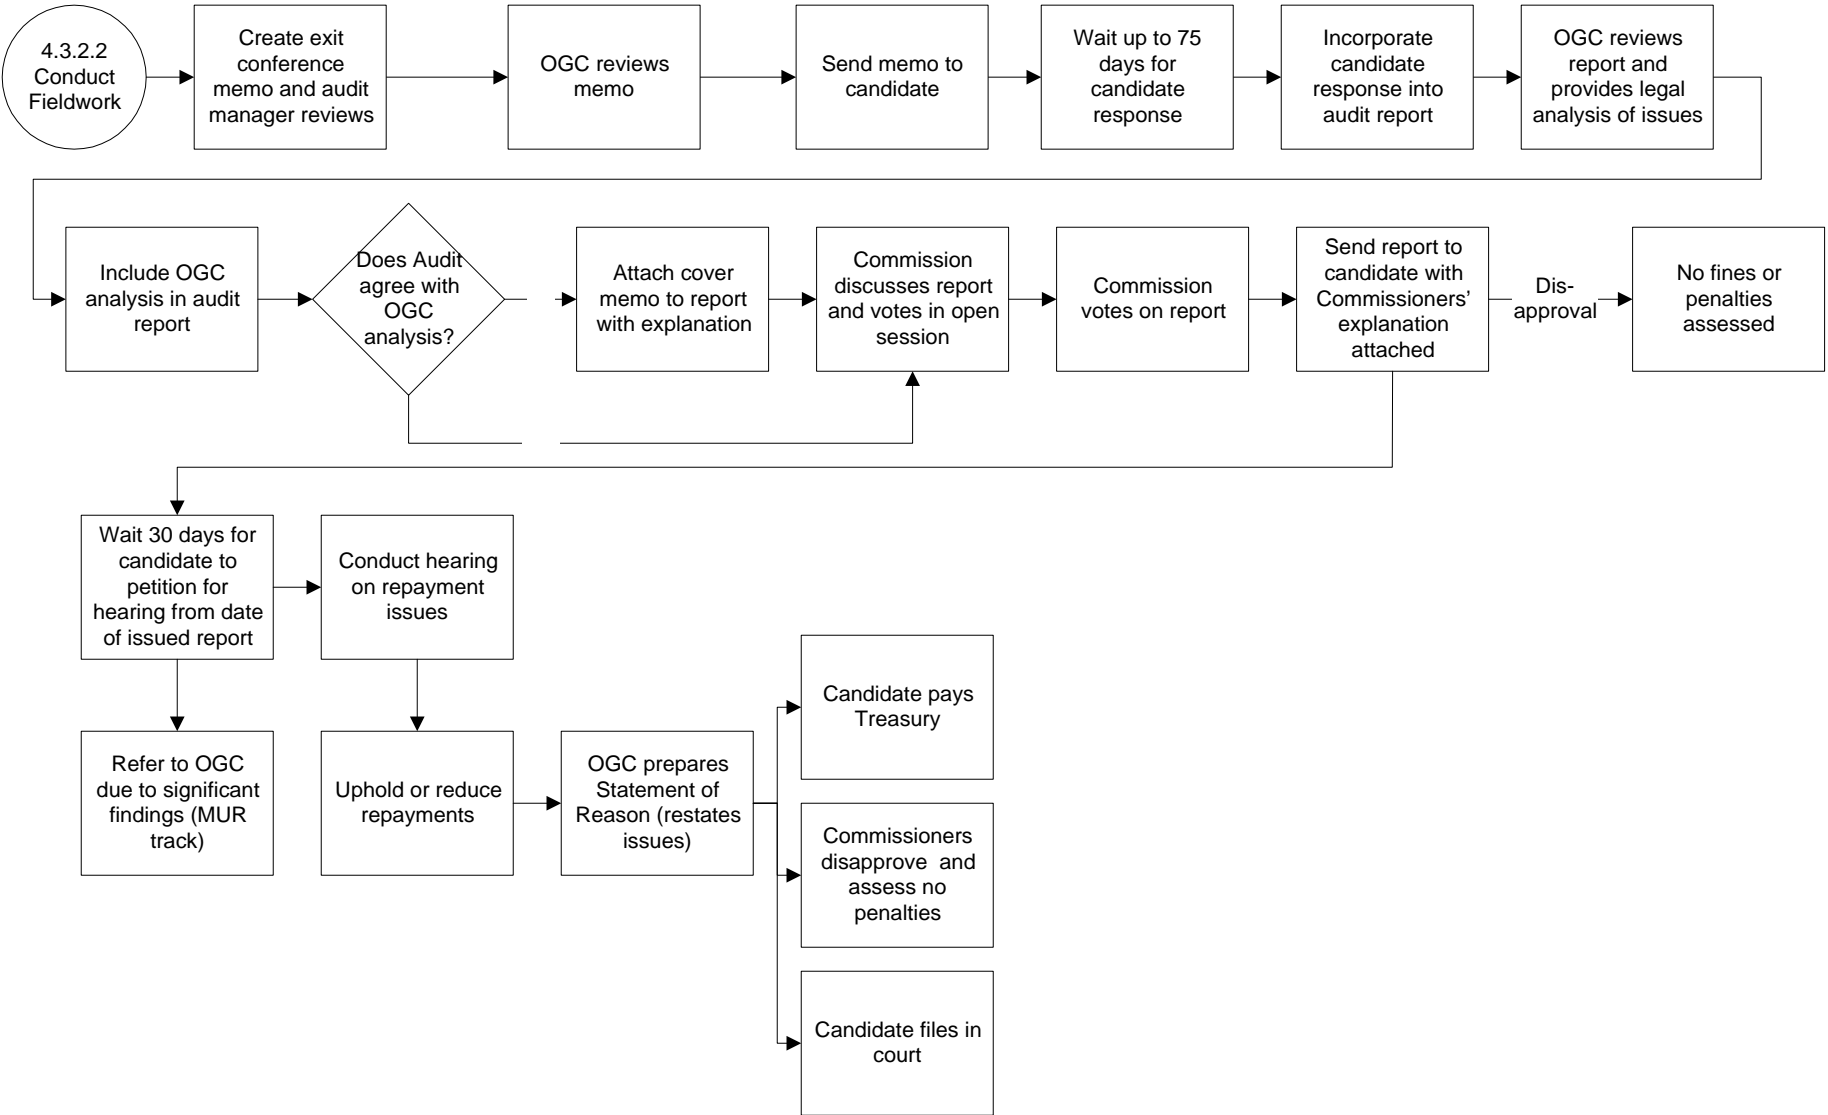 4.3.2.2
Conduct
Fieldwork
Create exit
conference
memo and audit
manager reviews
OGC reviews
memo
Send memo to
candidate
Wait up to 75
days for
candidate
response
Incorporate
candidate
response into
audit report
OGC reviews
report and
provides legal
analysis of issues
Include OGC
analysis in audit
report
Does Audit
agree with
OGC
analysis?
Attach cover
memo to report
with explanation
Commission
discusses report
and votes in open
session
Commission
votes on report
Send report to
candidate with
Commissioners’
explanation
attached
Dis-
approval
No fines or
penalties
assessed
Wait 30 days for
candidate to
petition for
hearing from date
of issued report
Conduct hearing
on repayment
issues
Refer to OGC
due to significant
findings (MUR
track)
Uphold or reduce
repayments
OGC prepares
Statement of
Reason (restates
issues)
Candidate pays
Treasury
Commissioners
disapprove  and
assess no
penalties
Candidate files in
court